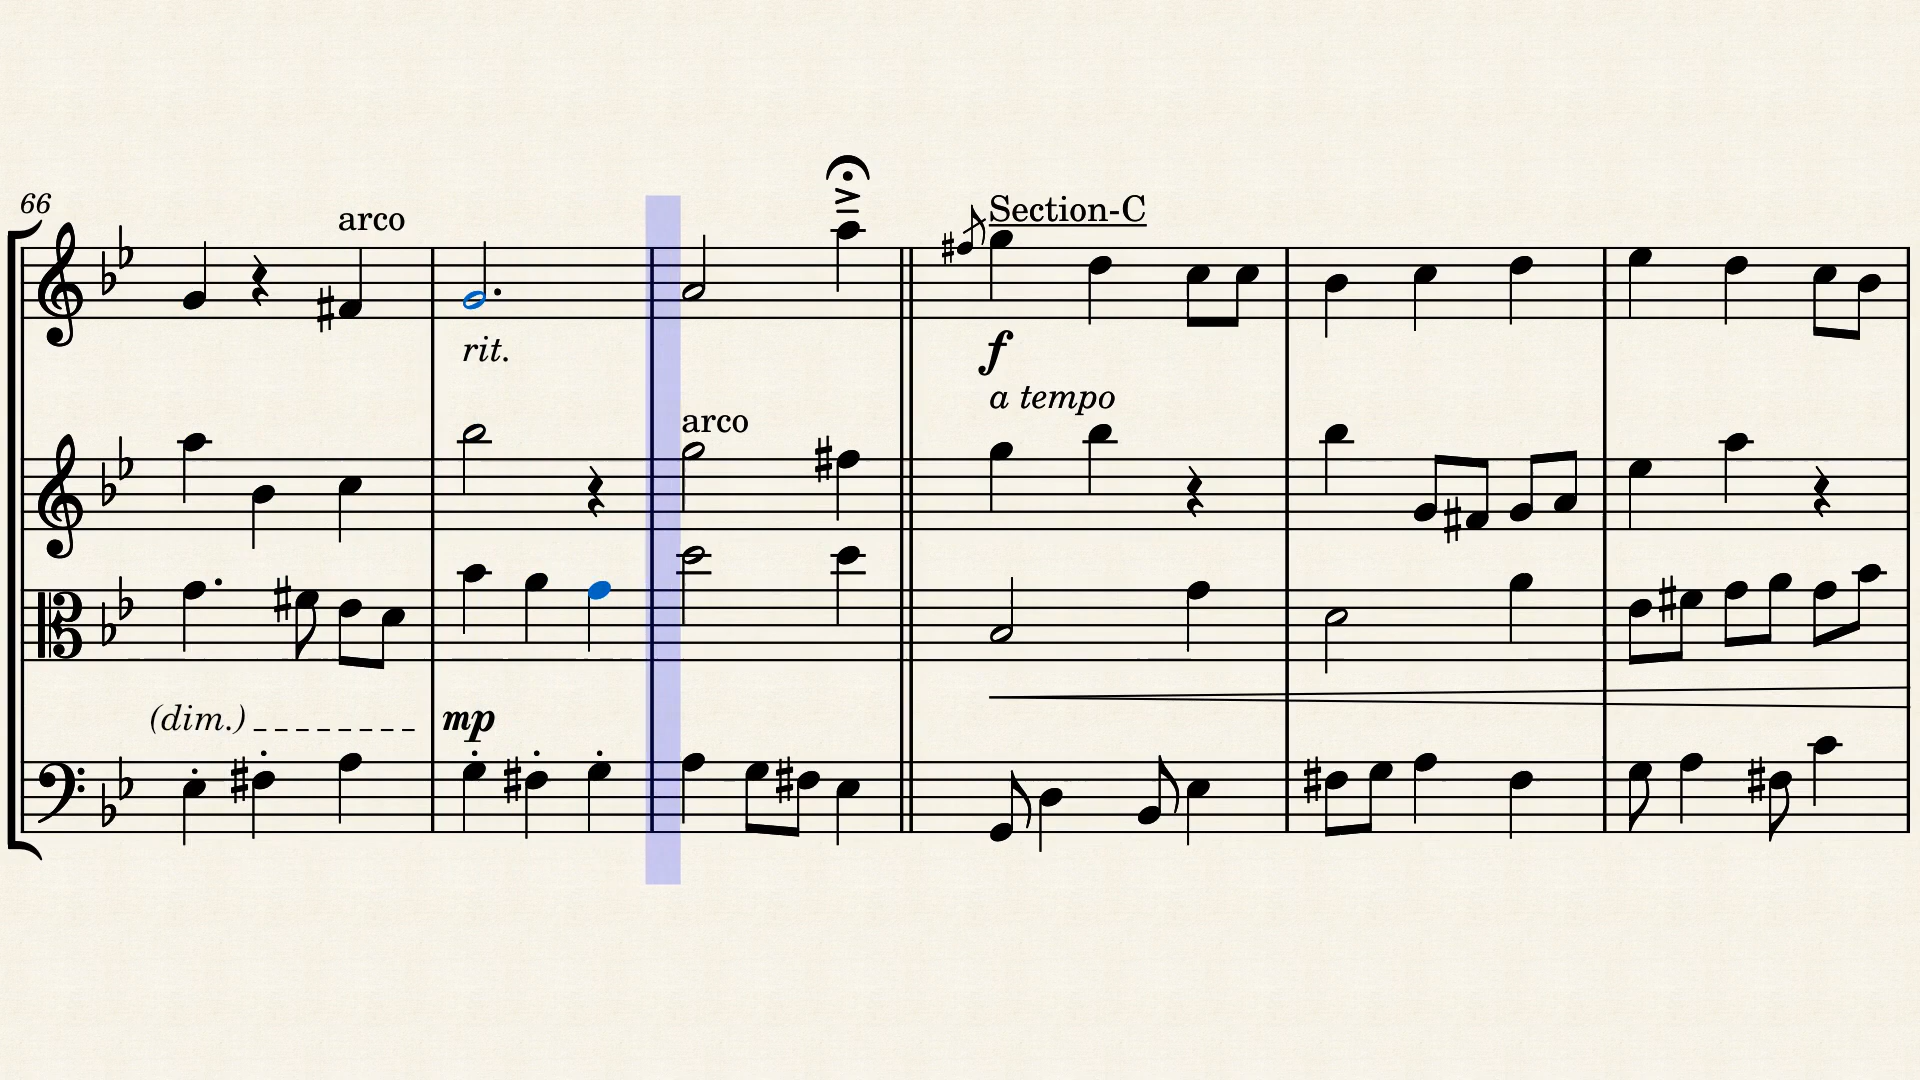 66
arco
Section-C
rit.
f
a tempo
arco
(dim.)
mp